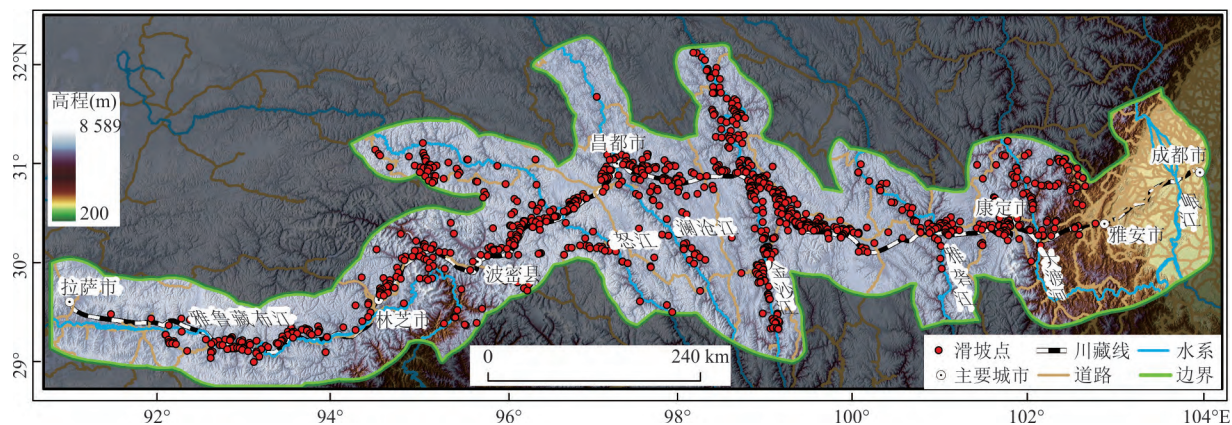 32°N
31°
30°
29°
高程(m)
8 589
200
昌都市
成都市
岷江
康定市
雅安市
澜沧江
怒江
雅砻江
大渡河
波密县
金沙江
拉萨市
雅鲁藏布江
林芝市
0 240 km
滑坡点 川藏线 水系
主要城市 道路 边界
92° 94° 96° 98° 100° 102° 104°E